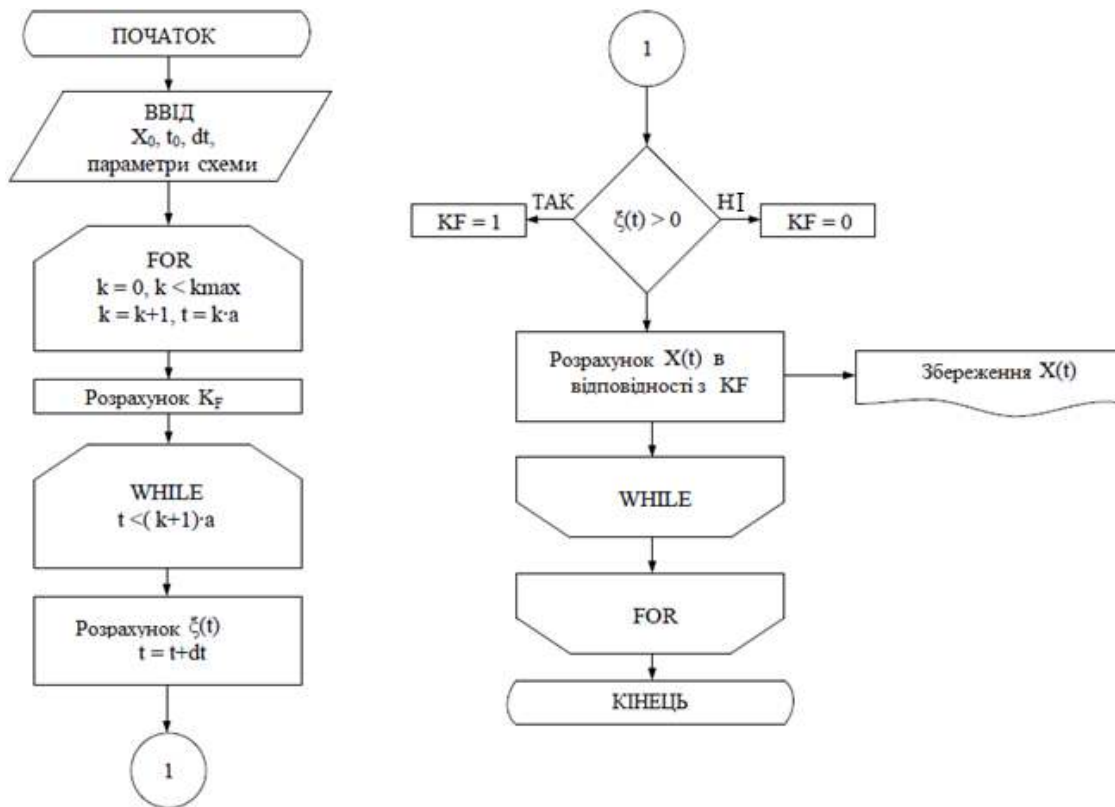 ПОЧАТОК
ВВІД
X₀, t₀, dt,
параметри схеми
FOR
k = 0, k < kmax
k = k+1, t = k·a
Розрахунок K_F
WHILE
t <( k+1)·a
Розрахунок ξ(t)
t = t+dt
1
1
ξ(t) > 0
ТАК
НІ
KF = 1
KF = 0
Розрахунок X(t) в
відповідності з KF
Збереження X(t)
WHILE
FOR
КІНЕЦЬ